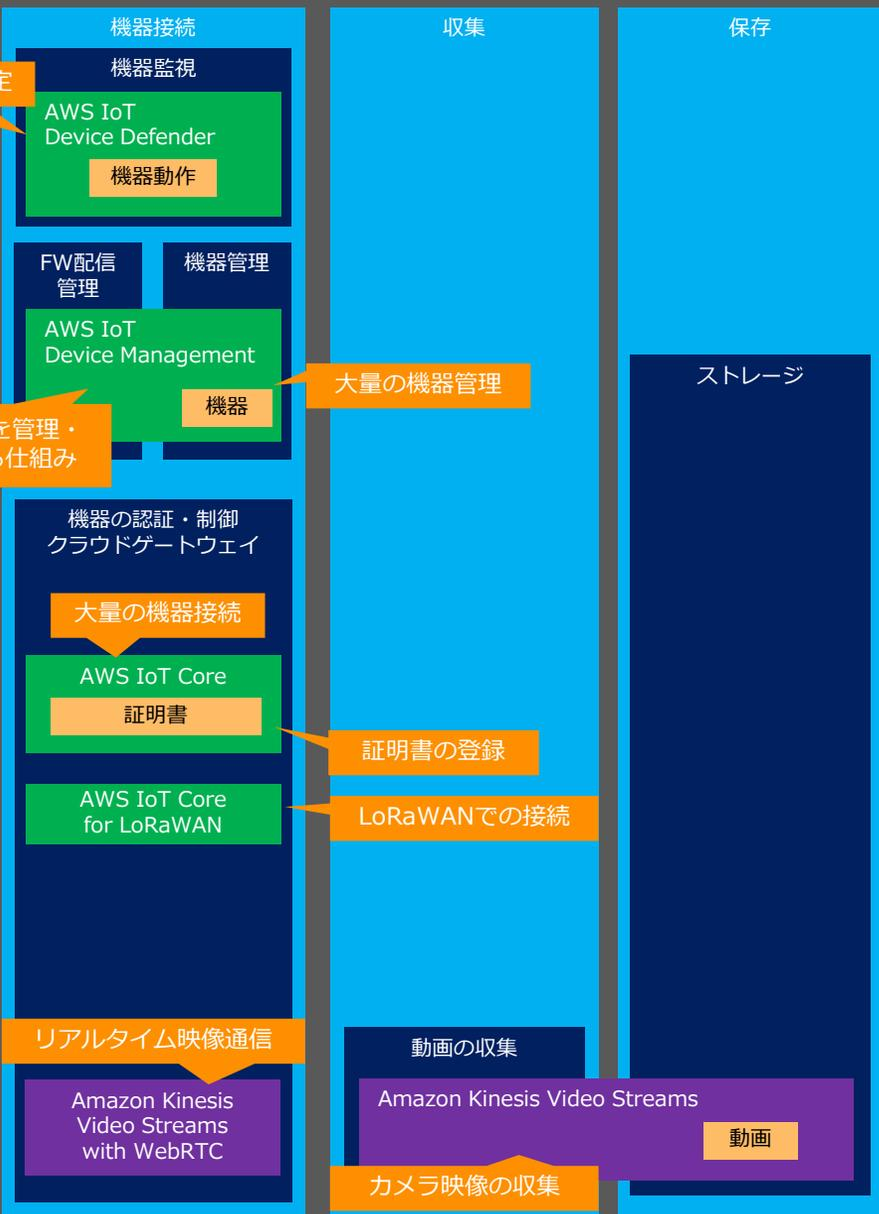 機器接続
機器監視
定
AWS IoT
Device Defender
機器動作
FW配信
管理
機器管理
AWS IoT
Device Management
機器
大量の機器管理
を管理・
る仕組み
機器の認証・制御
クラウドゲートウェイ
大量の機器接続
AWS IoT Core
証明書
証明書の登録
AWS IoT Core
for LoRaWAN
LoRaWANでの接続
リアルタイム映像通信
Amazon Kinesis
Video Streams
with WebRTC
収集
動画の収集
Amazon Kinesis Video Streams
動画
カメラ映像の収集
保存
ストレージ